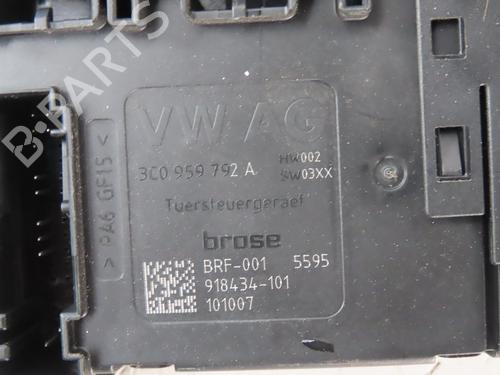 VW AG
3C0 959 792 A HW002
SW03XX
Tuersteuergeraet
brose
BRF-001 5595
918434-101
101007
> PA6 GF15 <
B-PARTS